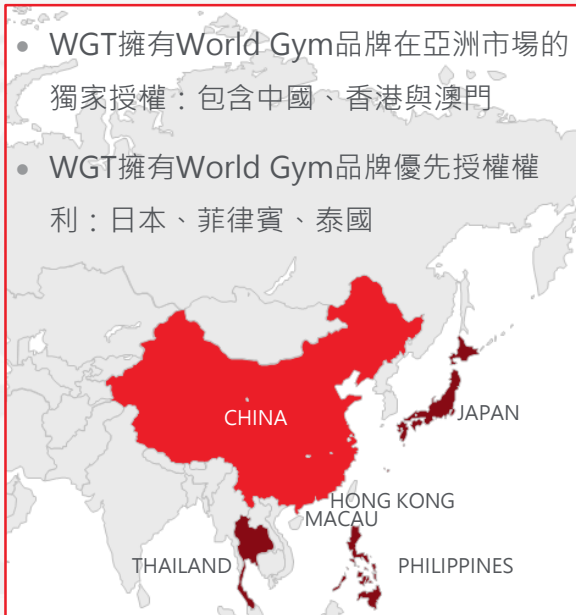 • WGT擁有World Gym品牌在亞洲市場的
獨家授權：包含中國、香港與澳門
• WGT擁有World Gym品牌優先授權權
利：日本、菲律賓、泰國
CHINA
JAPAN
HONG KONG
MACAU
THAILAND
PHILIPPINES